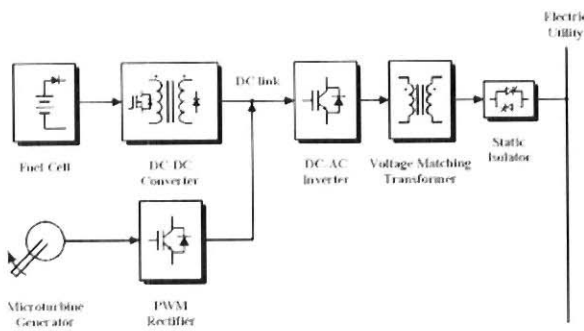 Electric
Utility
DC link
Fuel Cell
DC-DC
Converter
DC-AC
Inverter
Voltage Matching
Transformer
Static
Isolator
Microturbine
Generator
PWM
Rectifier